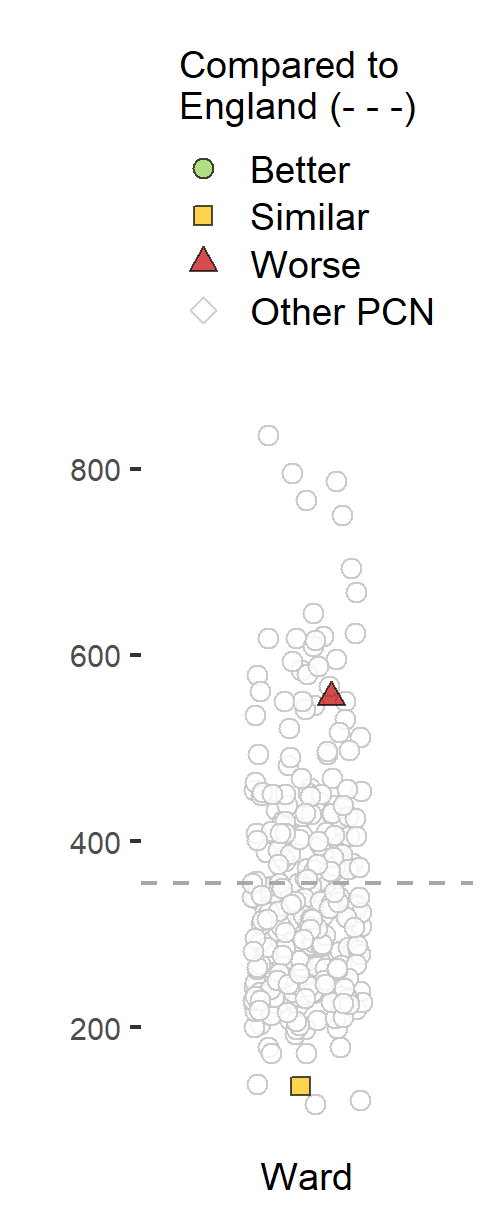 Compared to
England (- - -)
Better
Similar
Worse
Other PCN
800
600
400
200
Ward